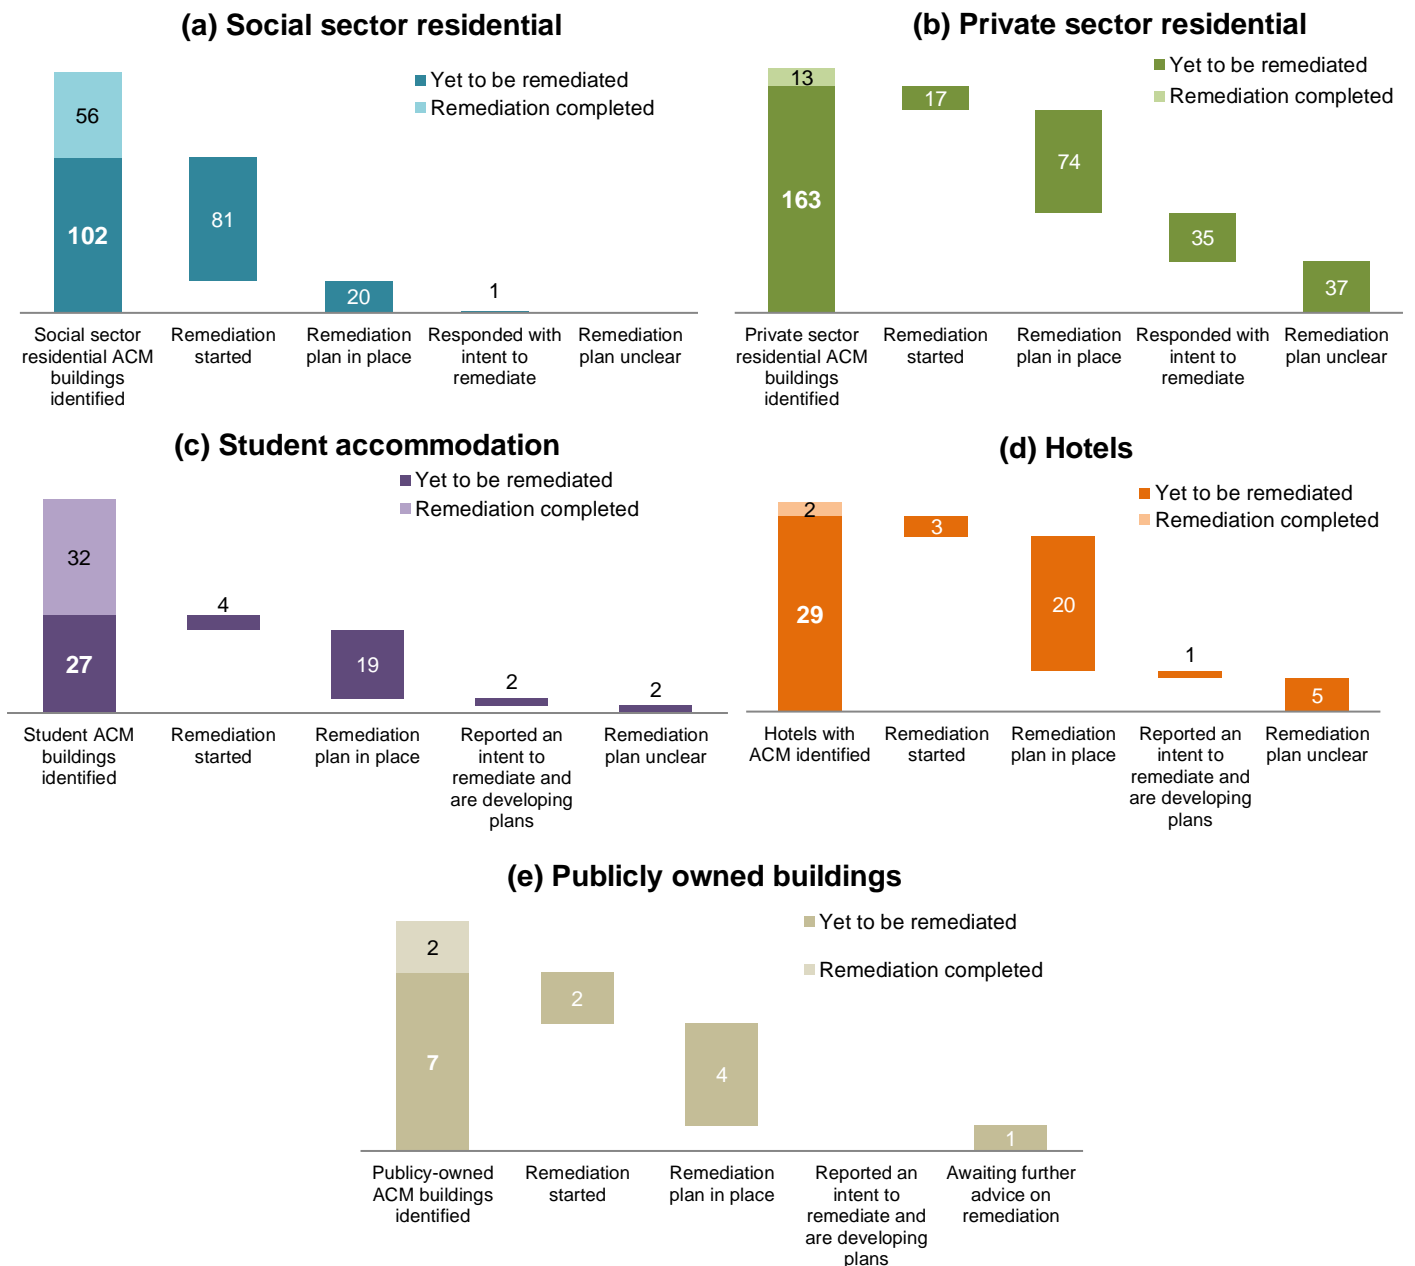 (a) Social sector residential
Yet to be remediated
Remediation completed
56
102
81
20
1
Social sector
residential ACM
buildings
identified
Remediation
started
Remediation
plan in place
Responded with
intent to
remediate
Remediation
plan unclear
(b) Private sector residential
Yet to be remediated
Remediation completed
13
163
17
74
35
37
Private sector
residential ACM
buildings
identified
Remediation
started
Remediation
plan in place
Responded with
intent to
remediate
Remediation
plan unclear
(c) Student accommodation
Yet to be remediated
Remediation completed
32
27
4
19
2
2
Student ACM
buildings
identified
Remediation
started
Remediation
plan in place
Reported an
intent to
remediate and
are developing
plans
Remediation
plan unclear
(d) Hotels
Yet to be remediated
Remediation completed
2
29
3
20
1
5
Hotels with
ACM identified
Remediation
started
Remediation
plan in place
Reported an
intent to
remediate and
are developing
plans
Remediation
plan unclear
(e) Publicly owned buildings
Yet to be remediated
Remediation completed
2
7
2
4
1
Publicy-owned
ACM buildings
identified
Remediation
started
Remediation
plan in place
Reported an
intent to
remediate and
are developing
plans
Awaiting further
advice on
remediation